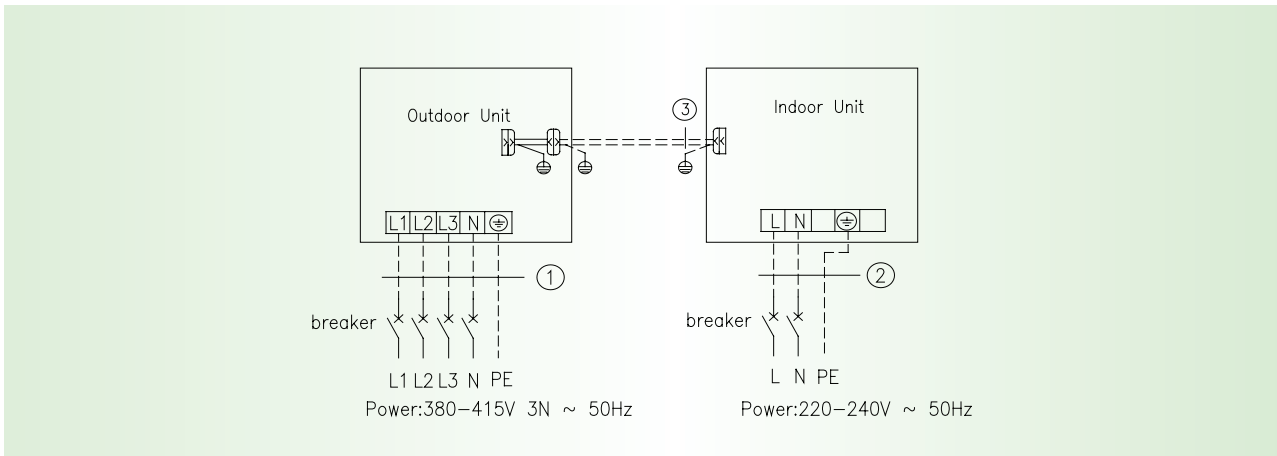 Outdoor Unit
③
Indoor Unit
L1 L2 L3 N
L N
①
②
breaker
breaker
L1 L2 L3 N PE
L N PE
Power:380-415V 3N ~ 50Hz
Power:220-240V ~ 50Hz